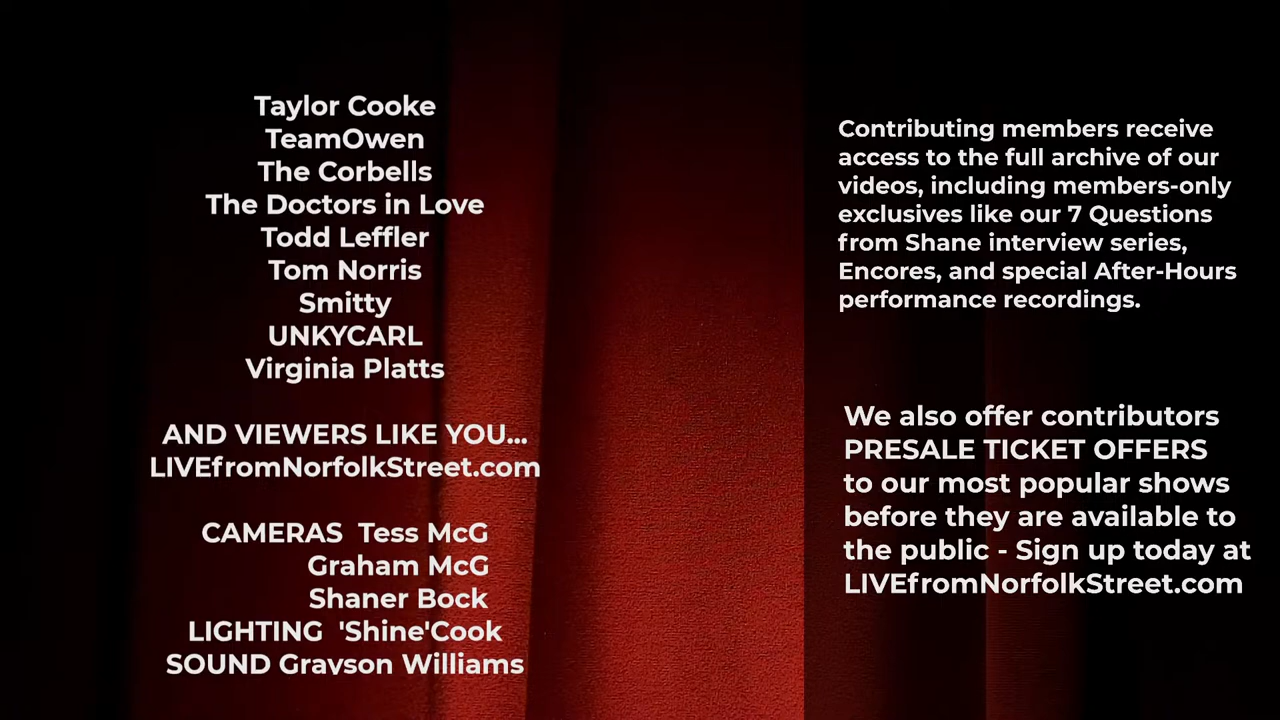 Taylor Cooke
TeamOwen
The Corbells
The Doctors in Love
Todd Leffler
Tom Norris
Smitty
UNKYCARL
Virginia Platts
AND VIEWERS LIKE YOU...
LIVEfromNorfolkStreet.com
CAMERAS Tess McG
Graham McG
Shaner Bock
LIGHTING 'Shine'Cook
SOUND Grayson Williams
Contributing members receive
access to the full archive of our
videos, including members-only
exclusives like our 7 Questions
from Shane interview series,
Encores, and special After-Hours
performance recordings.
We also offer contributors
PRESALE TICKET OFFERS
to our most popular shows
before they are available to
the public - Sign up today at
LIVEfromNorfolkStreet.com